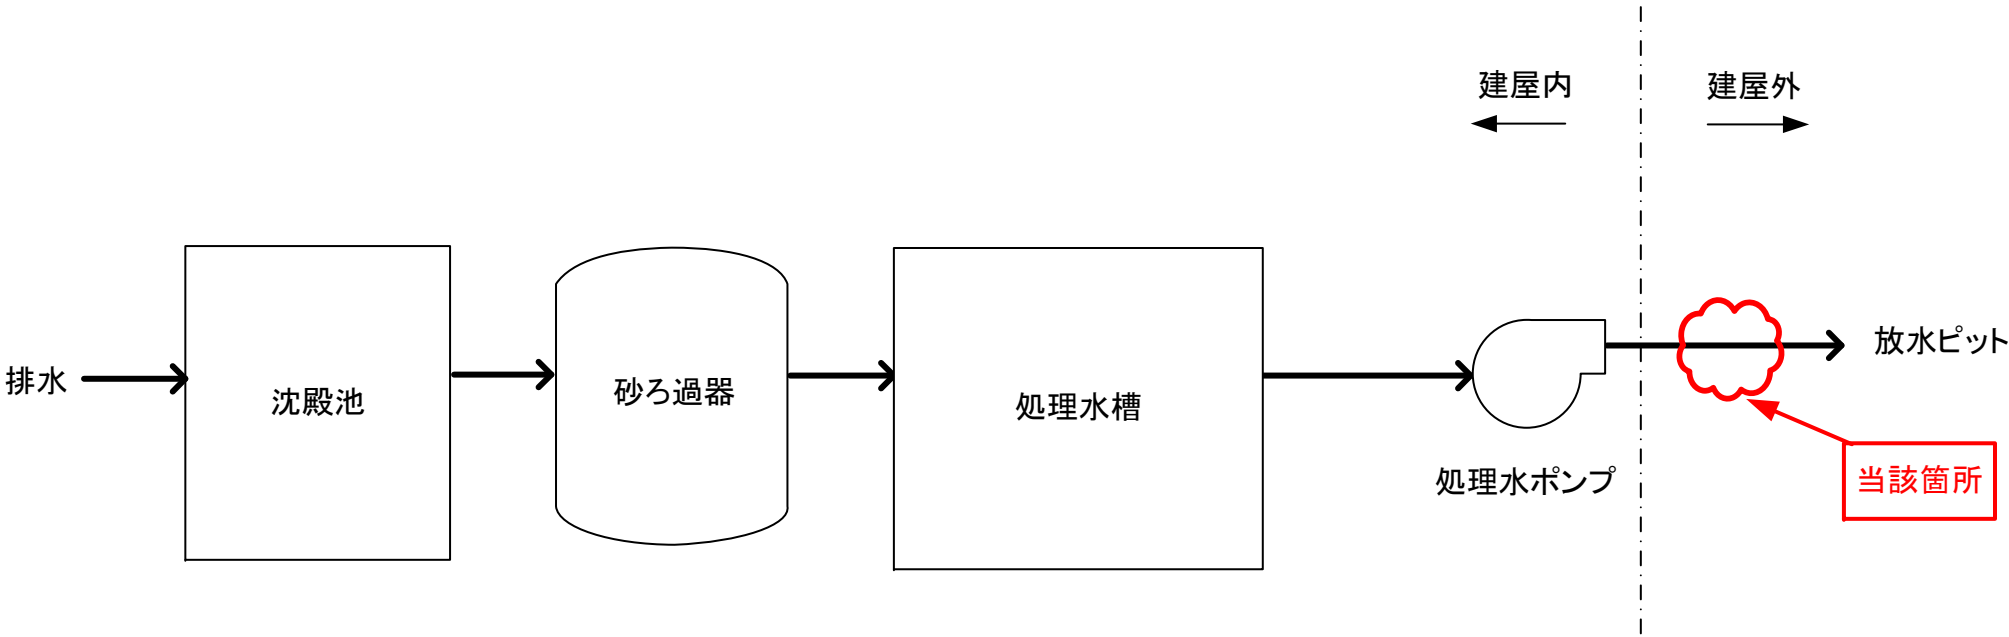 建屋内
建屋外
排水
沈殿池
砂ろ過器
処理水槽
処理水ポンプ
放水ピット
当該箇所